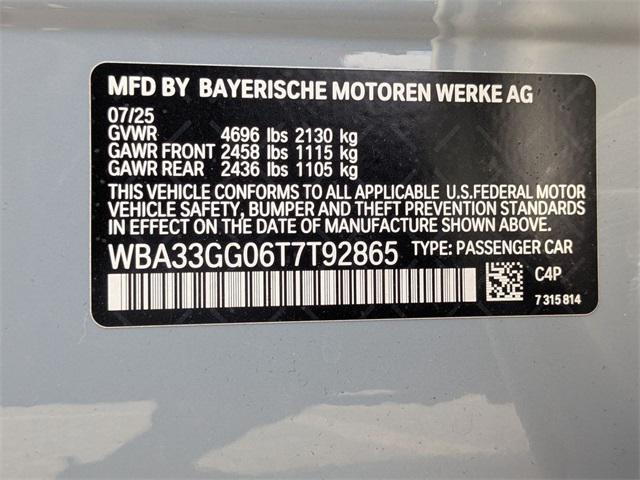 MFD BY BAYERISCHE MOTOREN WERKE AG
07/25
GVWR 4696 lbs 2130 kg
GAWR FRONT 2458 lbs 1115 kg
GAWR REAR 2436 lbs 1105 kg
THIS VEHICLE CONFORMS TO ALL APPLICABLE U.S.FEDERAL MOTOR
VEHICLE SAFETY, BUMPER AND THEFT PREVENTION STANDARDS
IN EFFECT ON THE DATE OF MANUFACTURE SHOWN ABOVE.
WBA33GG06T7T92865 TYPE: PASSENGER CAR
C4P
7 315 814